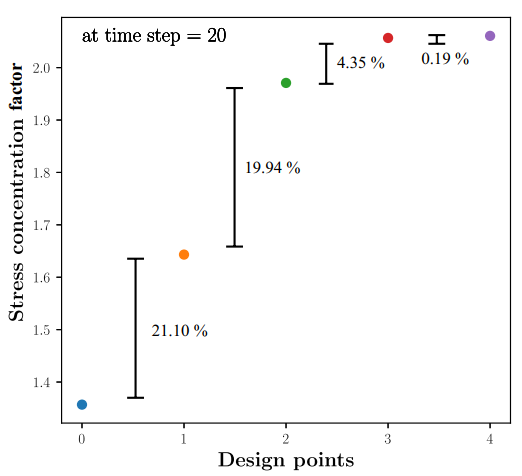 at time step = 20
2.0
1.9
1.8
1.7
1.6
1.5
1.4
4.35 %
0.19 %
19.94 %
21.10 %
0 1 2 3 4
Stress concentration factor
Design points